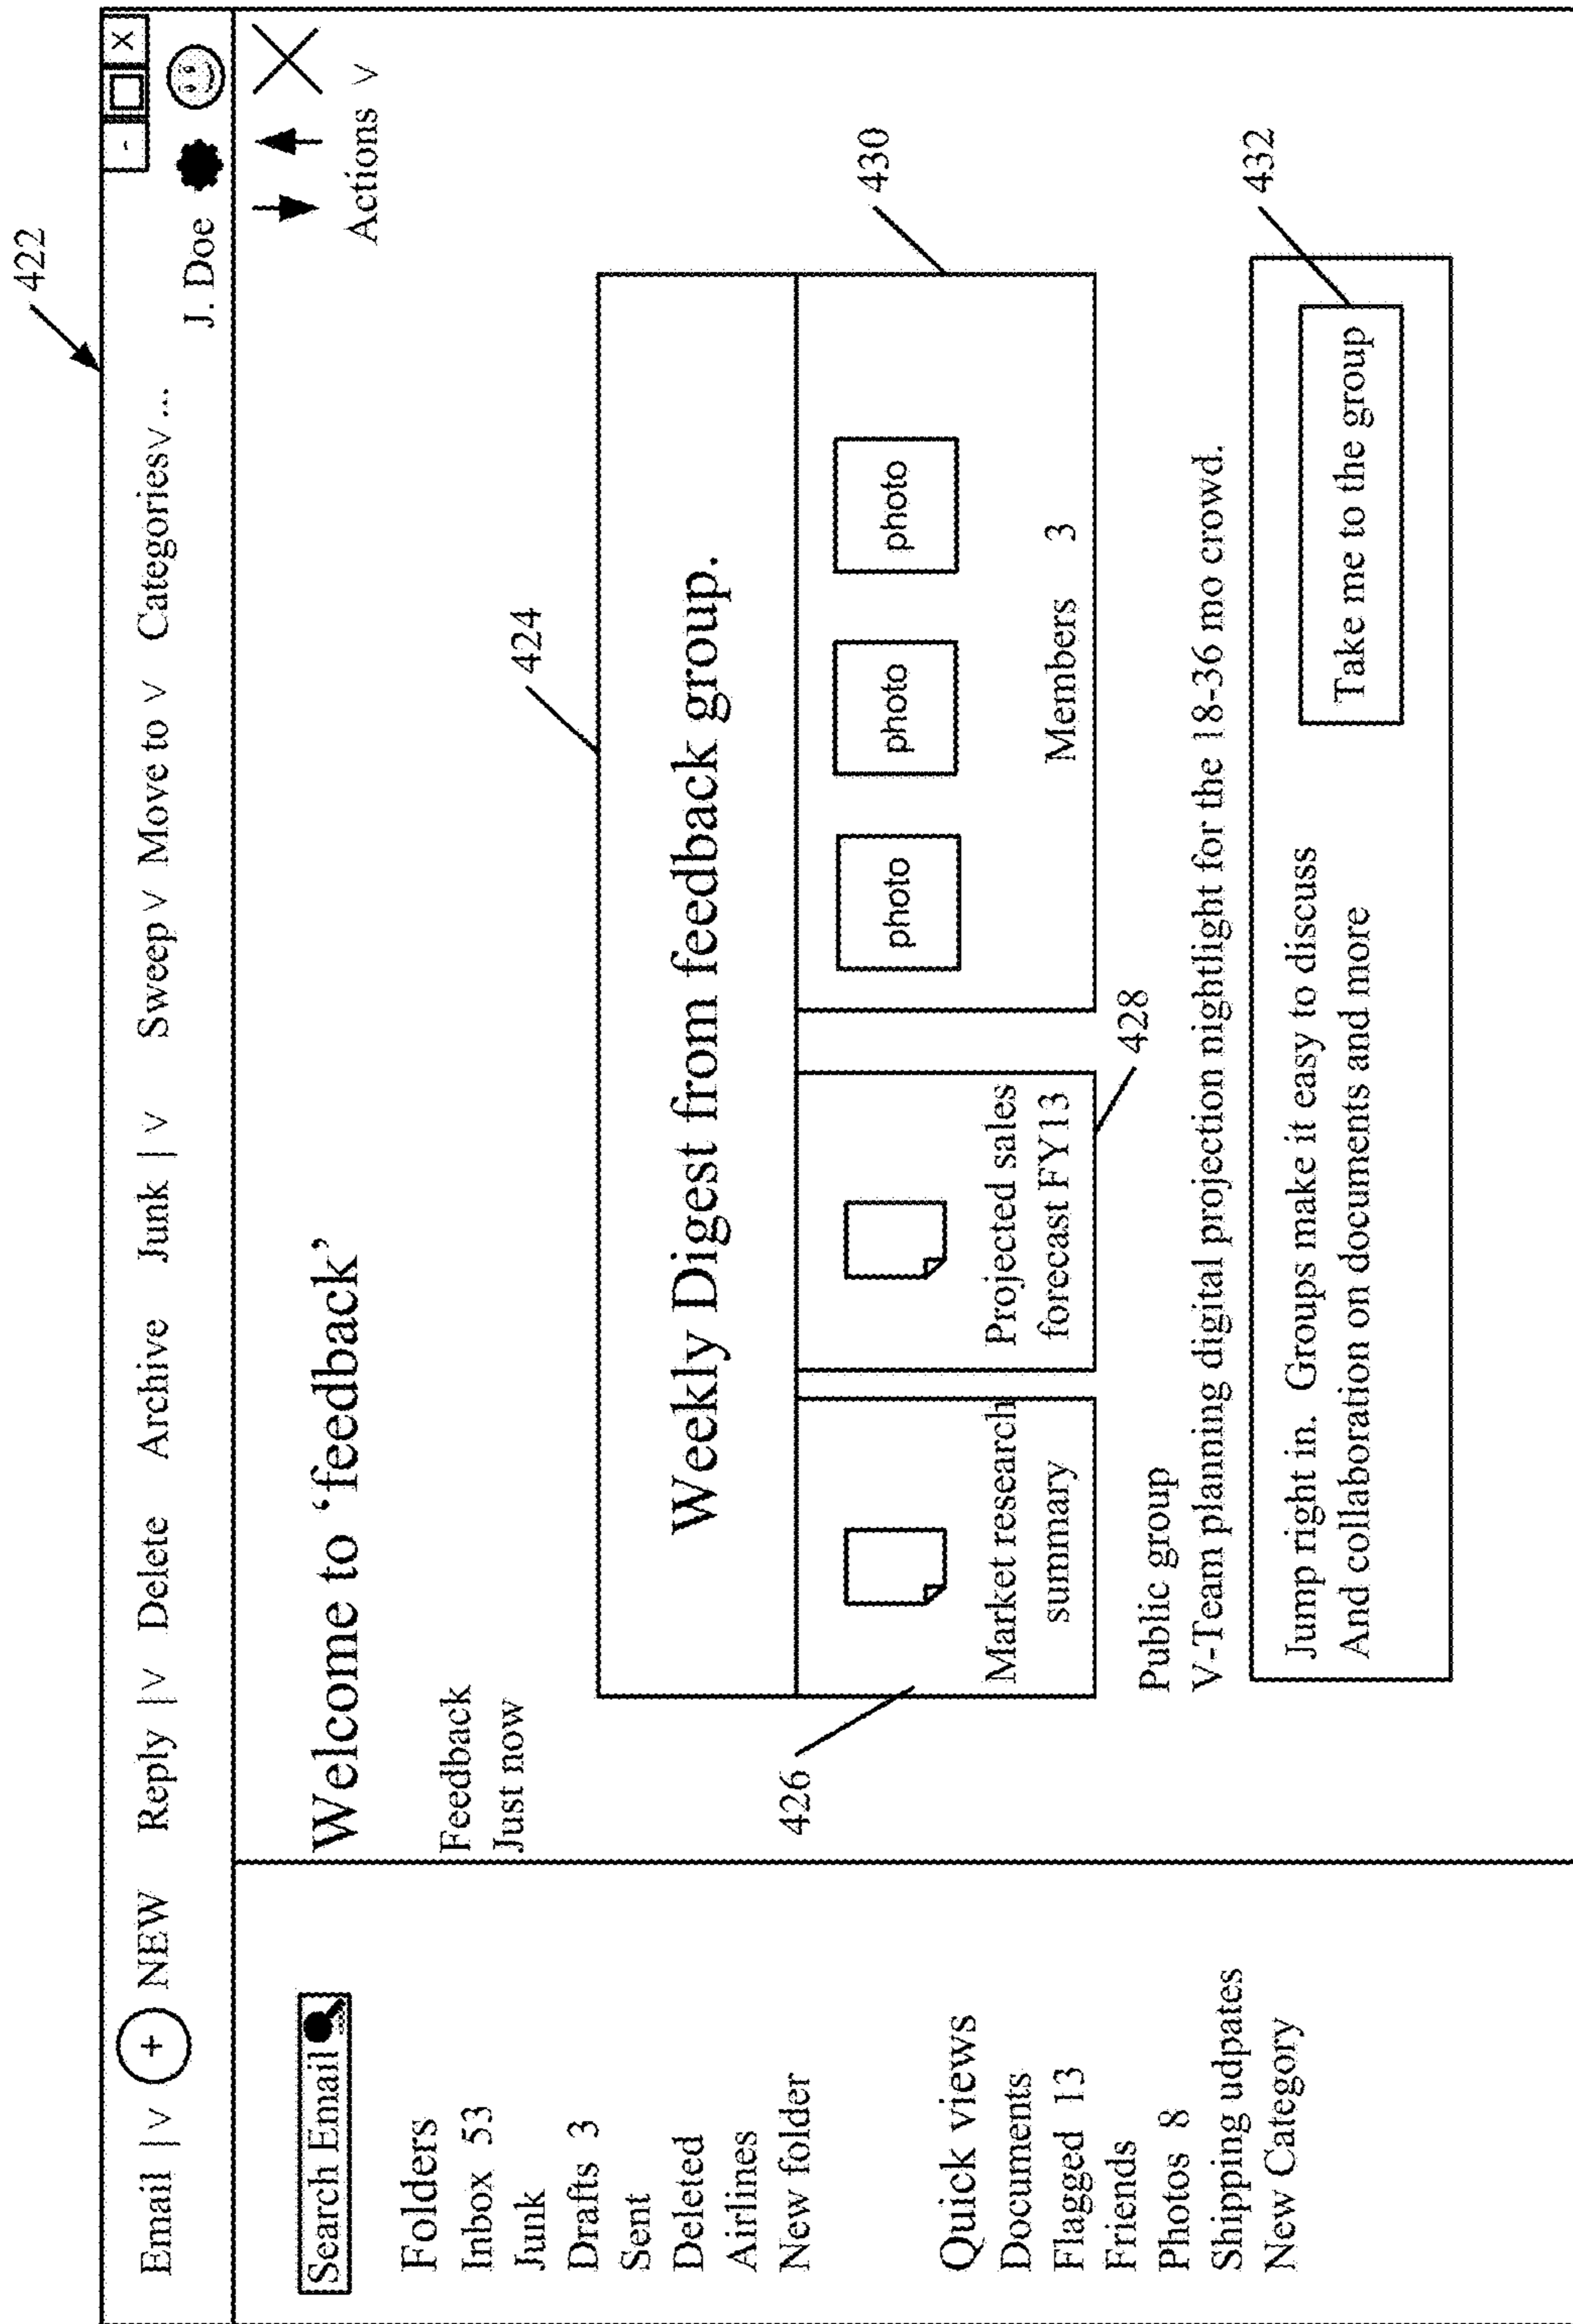 422
- □ X
Email |v + NEW Reply |v Delete Archive Junk |v Sweep v Move to v Categories v ...
J. Doe
Search Email
Folders
Inbox 53
Junk
Drafts 3
Sent
Deleted
Airlines
New folder
Quick views
Documents
Flagged 13
Friends
Photos 8
Shipping udpates
New Category
Welcome to ‘feedback’
Actions v
Feedback
Just now
424
Weekly Digest from feedback group.
426
Market research
summary
Projected sales
forecast FY13
428
photo photo photo
Members 3
430
Public group
V-Team planning digital projection nightlight for the 18-36 mo crowd.
Jump right in. Groups make it easy to discuss
And collaboration on documents and more
Take me to the group
432